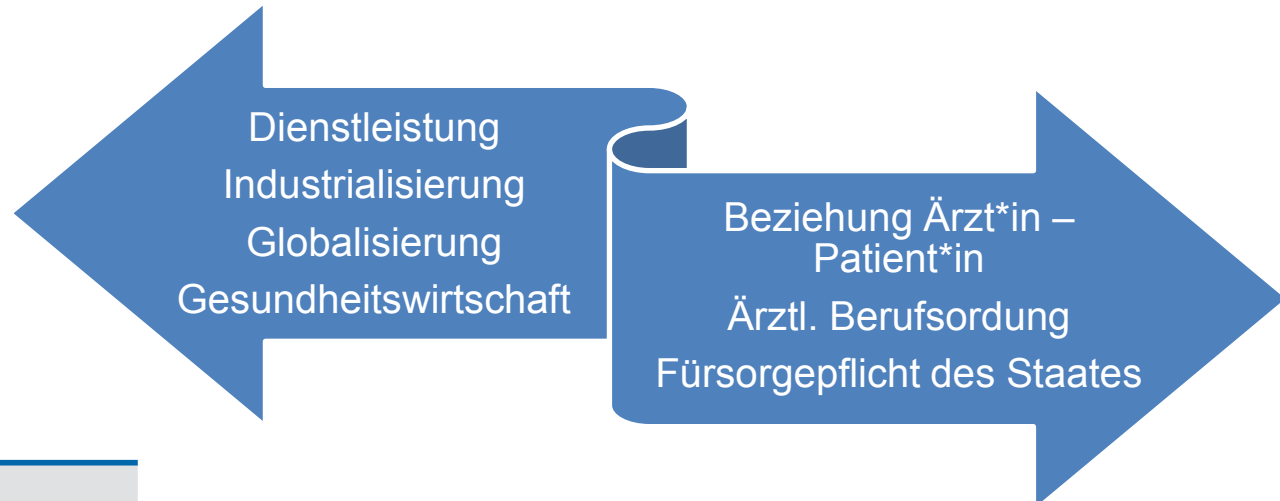 Dienstleistung
Industrialisierung
Globalisierung
Gesundheitswirtschaft
Beziehung Ärzt*in –
Patient*in
Ärztl. Berufsordung
Fürsorgepflicht des Staates